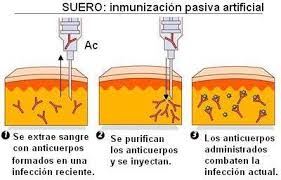 SUERO: inmunización pasiva artificial
Ac
1 Se extrae sangre
con anticuerpos
formados en una
infección reciente.
2 Se purifican
los anticuerpos
y se inyectan.
3 Los anticuerpos
administrados
combaten la
infección actual.